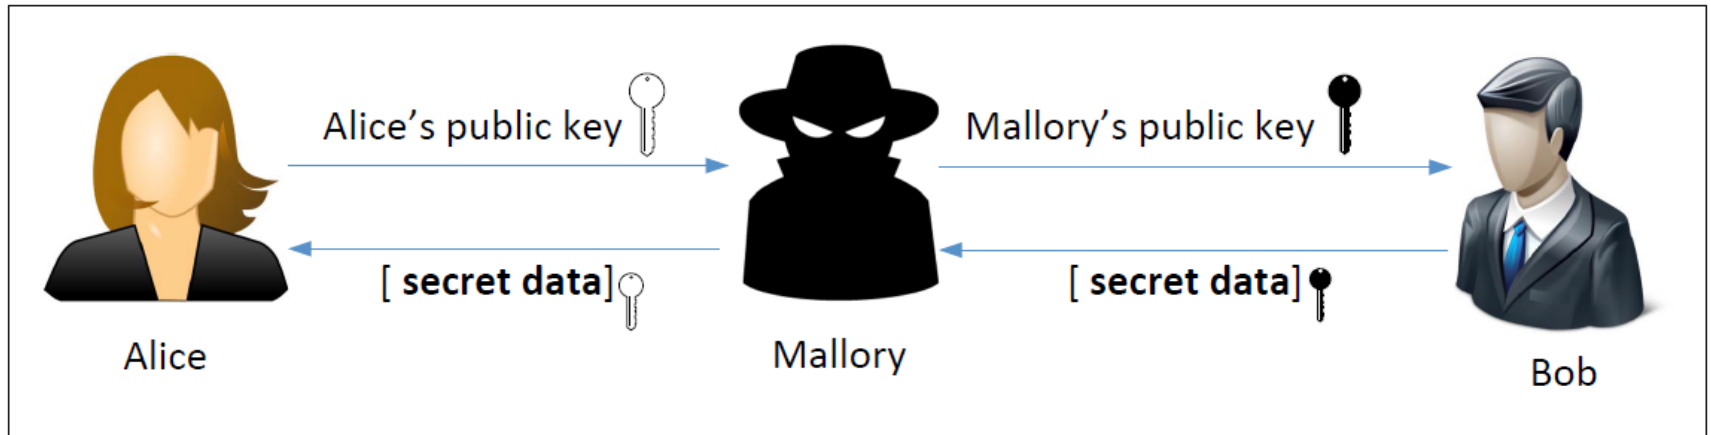 Alice’s public key
Mallory’s public key
[ secret data]
[ secret data]
Alice
Mallory
Bob